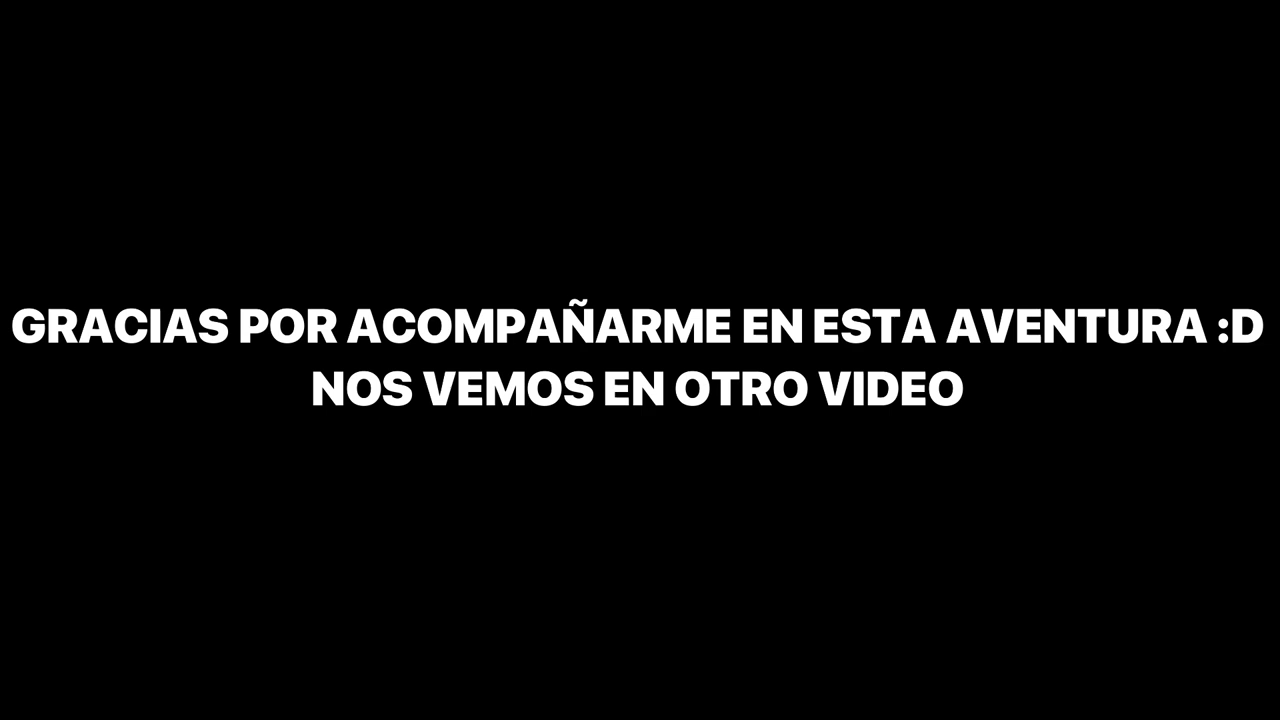 GRACIAS POR ACOMPAÑARME EN ESTA AVENTURA :D
NOS VEMOS EN OTRO VIDEO